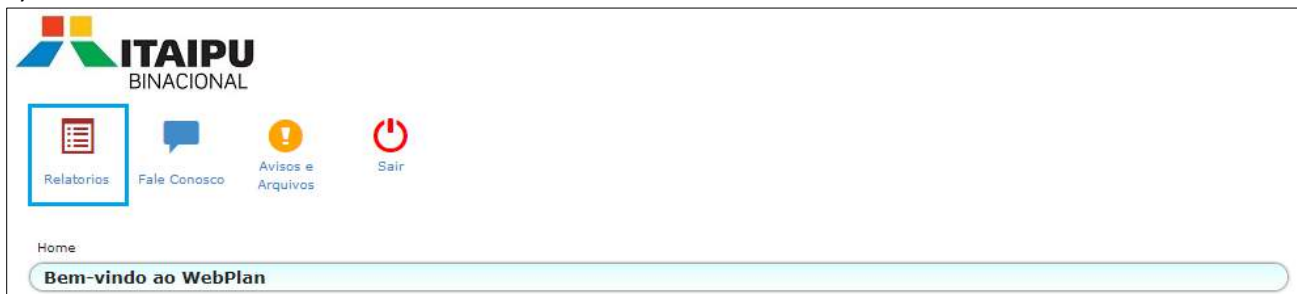 ITAIPU
BINACIONAL
Relatorios
Fale Conosco
Avisos e
Arquivos
Sair
Home
Bem-vindo ao WebPlan